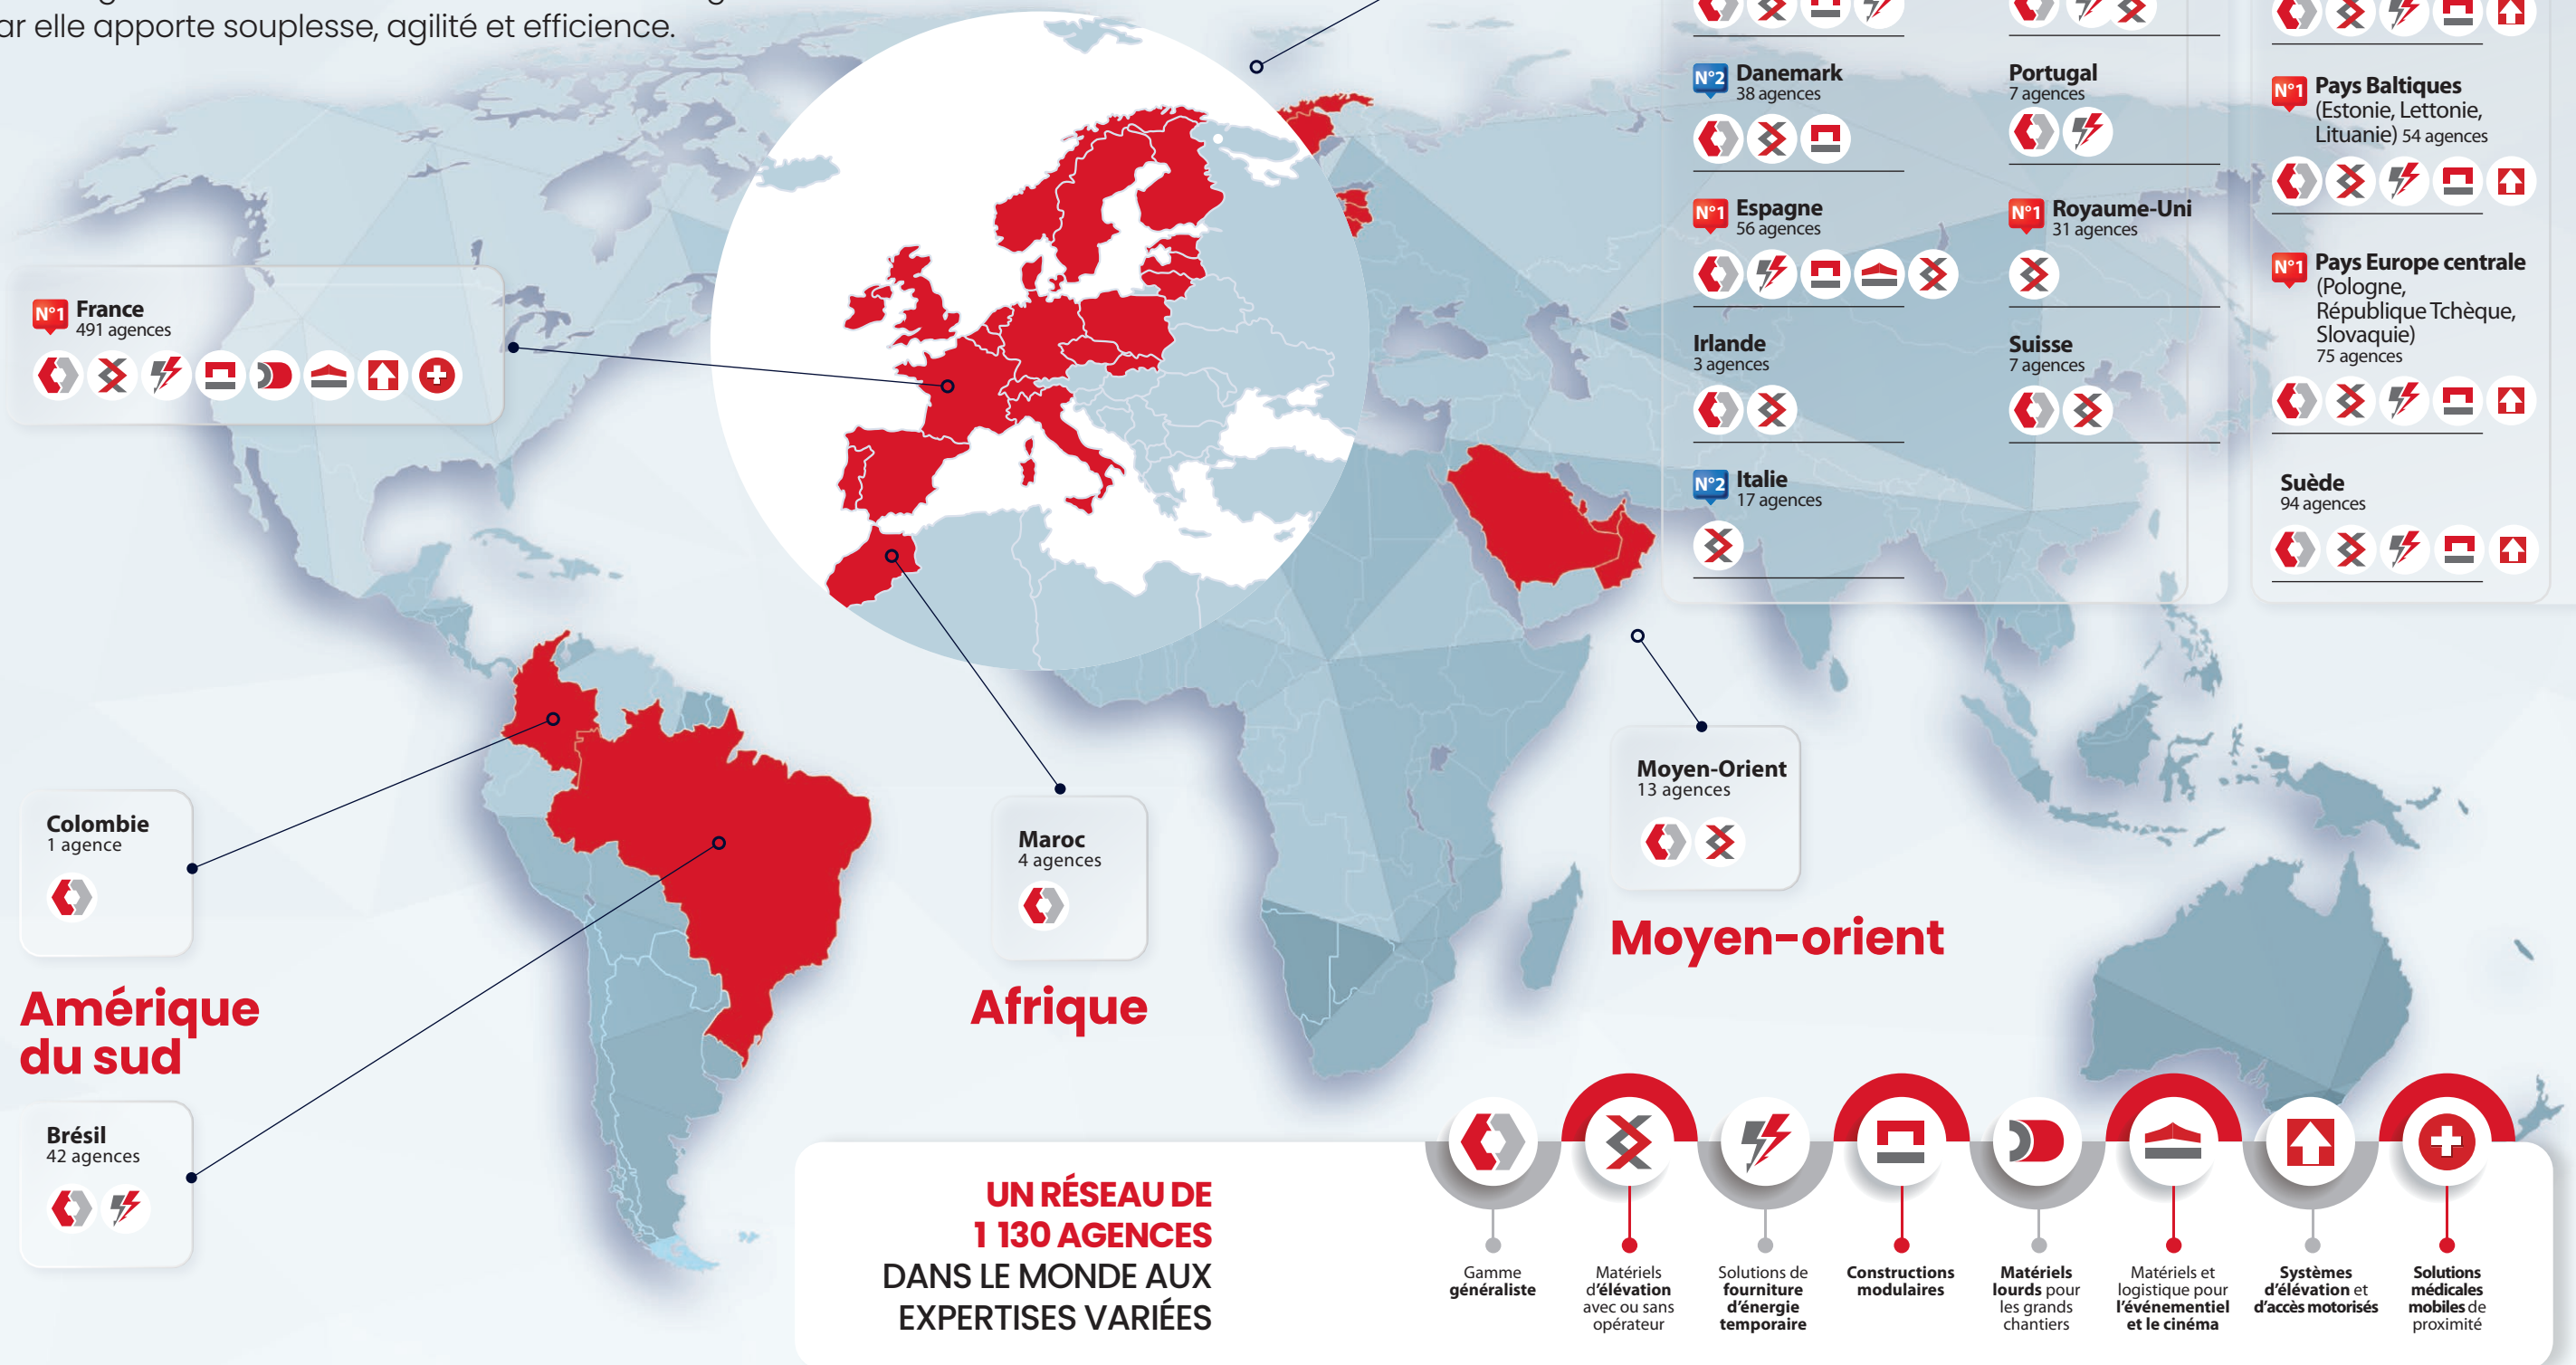 ar elle apporte souplesse, agilité et efficience.
N°1 France
491 agences
Colombie
1 agence
Amérique
du sud
Brésil
42 agences
Maroc
4 agences
Afrique
Moyen-Orient
13 agences
Moyen-orient
N°2 Danemark
38 agences
N°1 Espagne
56 agences
Irlande
3 agences
N°2 Italie
17 agences
Portugal
7 agences
N°1 Royaume-Uni
31 agences
Suisse
7 agences
N°1 Pays Baltiques
(Estonie, Lettonie,
Lituanie) 54 agences
N°1 Pays Europe centrale
(Pologne,
République Tchèque,
Slovaquie)
75 agences
Suède
94 agences
UN RÉSEAU DE
1 130 AGENCES
DANS LE MONDE AUX
EXPERTISES VARIÉES
Gamme
généraliste
Matériels
d'élévation
avec ou sans
opérateur
Solutions de
fourniture
d'énergie
temporaire
Constructions
modulaires
Matériels
lourds pour
les grands
chantiers
Matériels et
logistique pour
l'événementiel
et le cinéma
Systèmes
d'élévation et
d'accès motorisés
Solutions
médicales
mobiles de
proximité